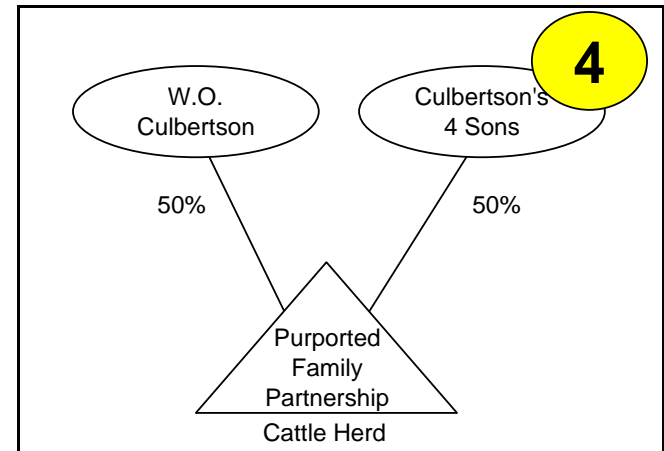 4
W.O.
Culbertson
Culbertson's
4 Sons
50%
50%
Purported
Family
Partnership
Cattle Herd